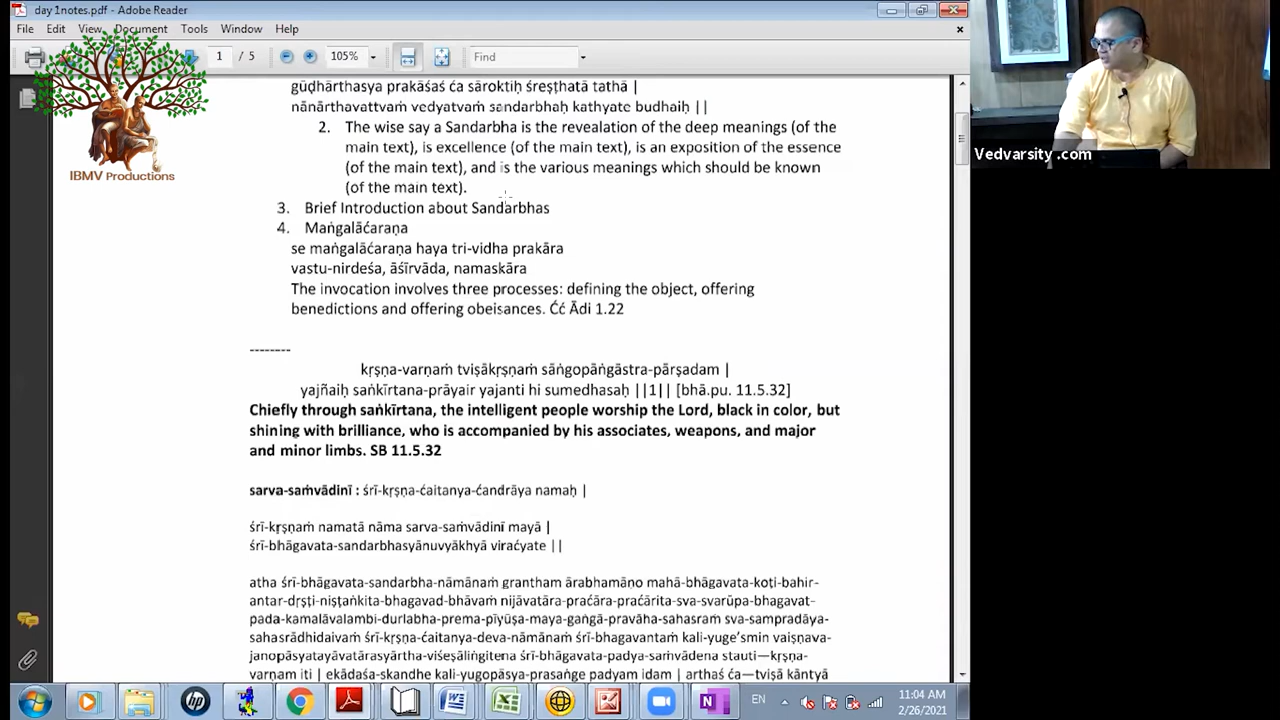 day 1notes.pdf - Adobe Reader
File Edit View Document Tools Window Help
1 / 5 105% Find
gūḍhārthasya prakāśaś ća sāroktiḥ śreṣṭhatā tathā |
nānārthavattvaṁ vedyatvaṁ sandarbhaḥ kathyate budhaiḥ ||
2. The wise say a Sandarbha is the revealation of the deep meanings (of the
main text), is excellence (of the main text), is an exposition of the essence
(of the main text), and is the various meanings which should be known
(of the main text).
3. Brief Introduction about Sandarbhas
4. Maṅgalāćaraṇa
se maṅgalāćaraṇa haya tri-vidha prakāra
vastu-nirdeśa, āśīrvāda, namaskāra
The invocation involves three processes: defining the object, offering
benedictions and offering obeisances. Ćć Ādi 1.22
--------
kṛṣṇa-varṇaṁ tviṣākṛṣṇaṁ sāṅgopāṅgāstra-pārṣadam |
yajñaiḥ saṅkīrtana-prāyair yajanti hi sumedhasaḥ ||1|| [bhā.pu. 11.5.32]
Chiefly through saṅkīrtana, the intelligent people worship the Lord, black in color, but
shining with brilliance, who is accompanied by his associates, weapons, and major
and minor limbs. SB 11.5.32
sarva-saṁvādinī : śrī-kṛṣṇa-ćaitanya-ćandrāya namaḥ |
śrī-kṛṣṇaṁ namatā nāma sarva-saṁvādinī mayā |
śrī-bhāgavata-sandarbhasyānuvyākhyā viraćyate ||
atha śrī-bhāgavata-sandarbha-nāmānaṁ grantham ārabhamāṇo mahā-bhāgavata-koṭi-bahir-
antar-dṛṣṭi-niṣṭaṅkita-bhagavad-bhāvaṁ nijāvatāra-praćāra-praćārita-sva-svarūpa-bhagavat-
pada-kamalāvalambi-durlabha-prema-pīyūṣa-maya-gaṅgā-pravāha-sahasraṁ sva-sampradāya-
sahasrādhidaivaṁ śrī-kṛṣṇa-ćaitanya-deva-nāmānaṁ śrī-bhagavantaṁ kali-yuge'smin vaiṣṇava-
janopāsyatayāvatārasyārtha-viśeṣāliṅgitena śrī-bhāgavata-padya-saṁvādena stauti—kṛṣṇa-
varṇam iti | ekādaśa-skandhe kali-yugopāsya-prasaṅge padyam idam | arthaś ća—tviṣā kāntyā
IBMV Productions
Vedvarsity .com
EN
11:04 AM
2/26/2021